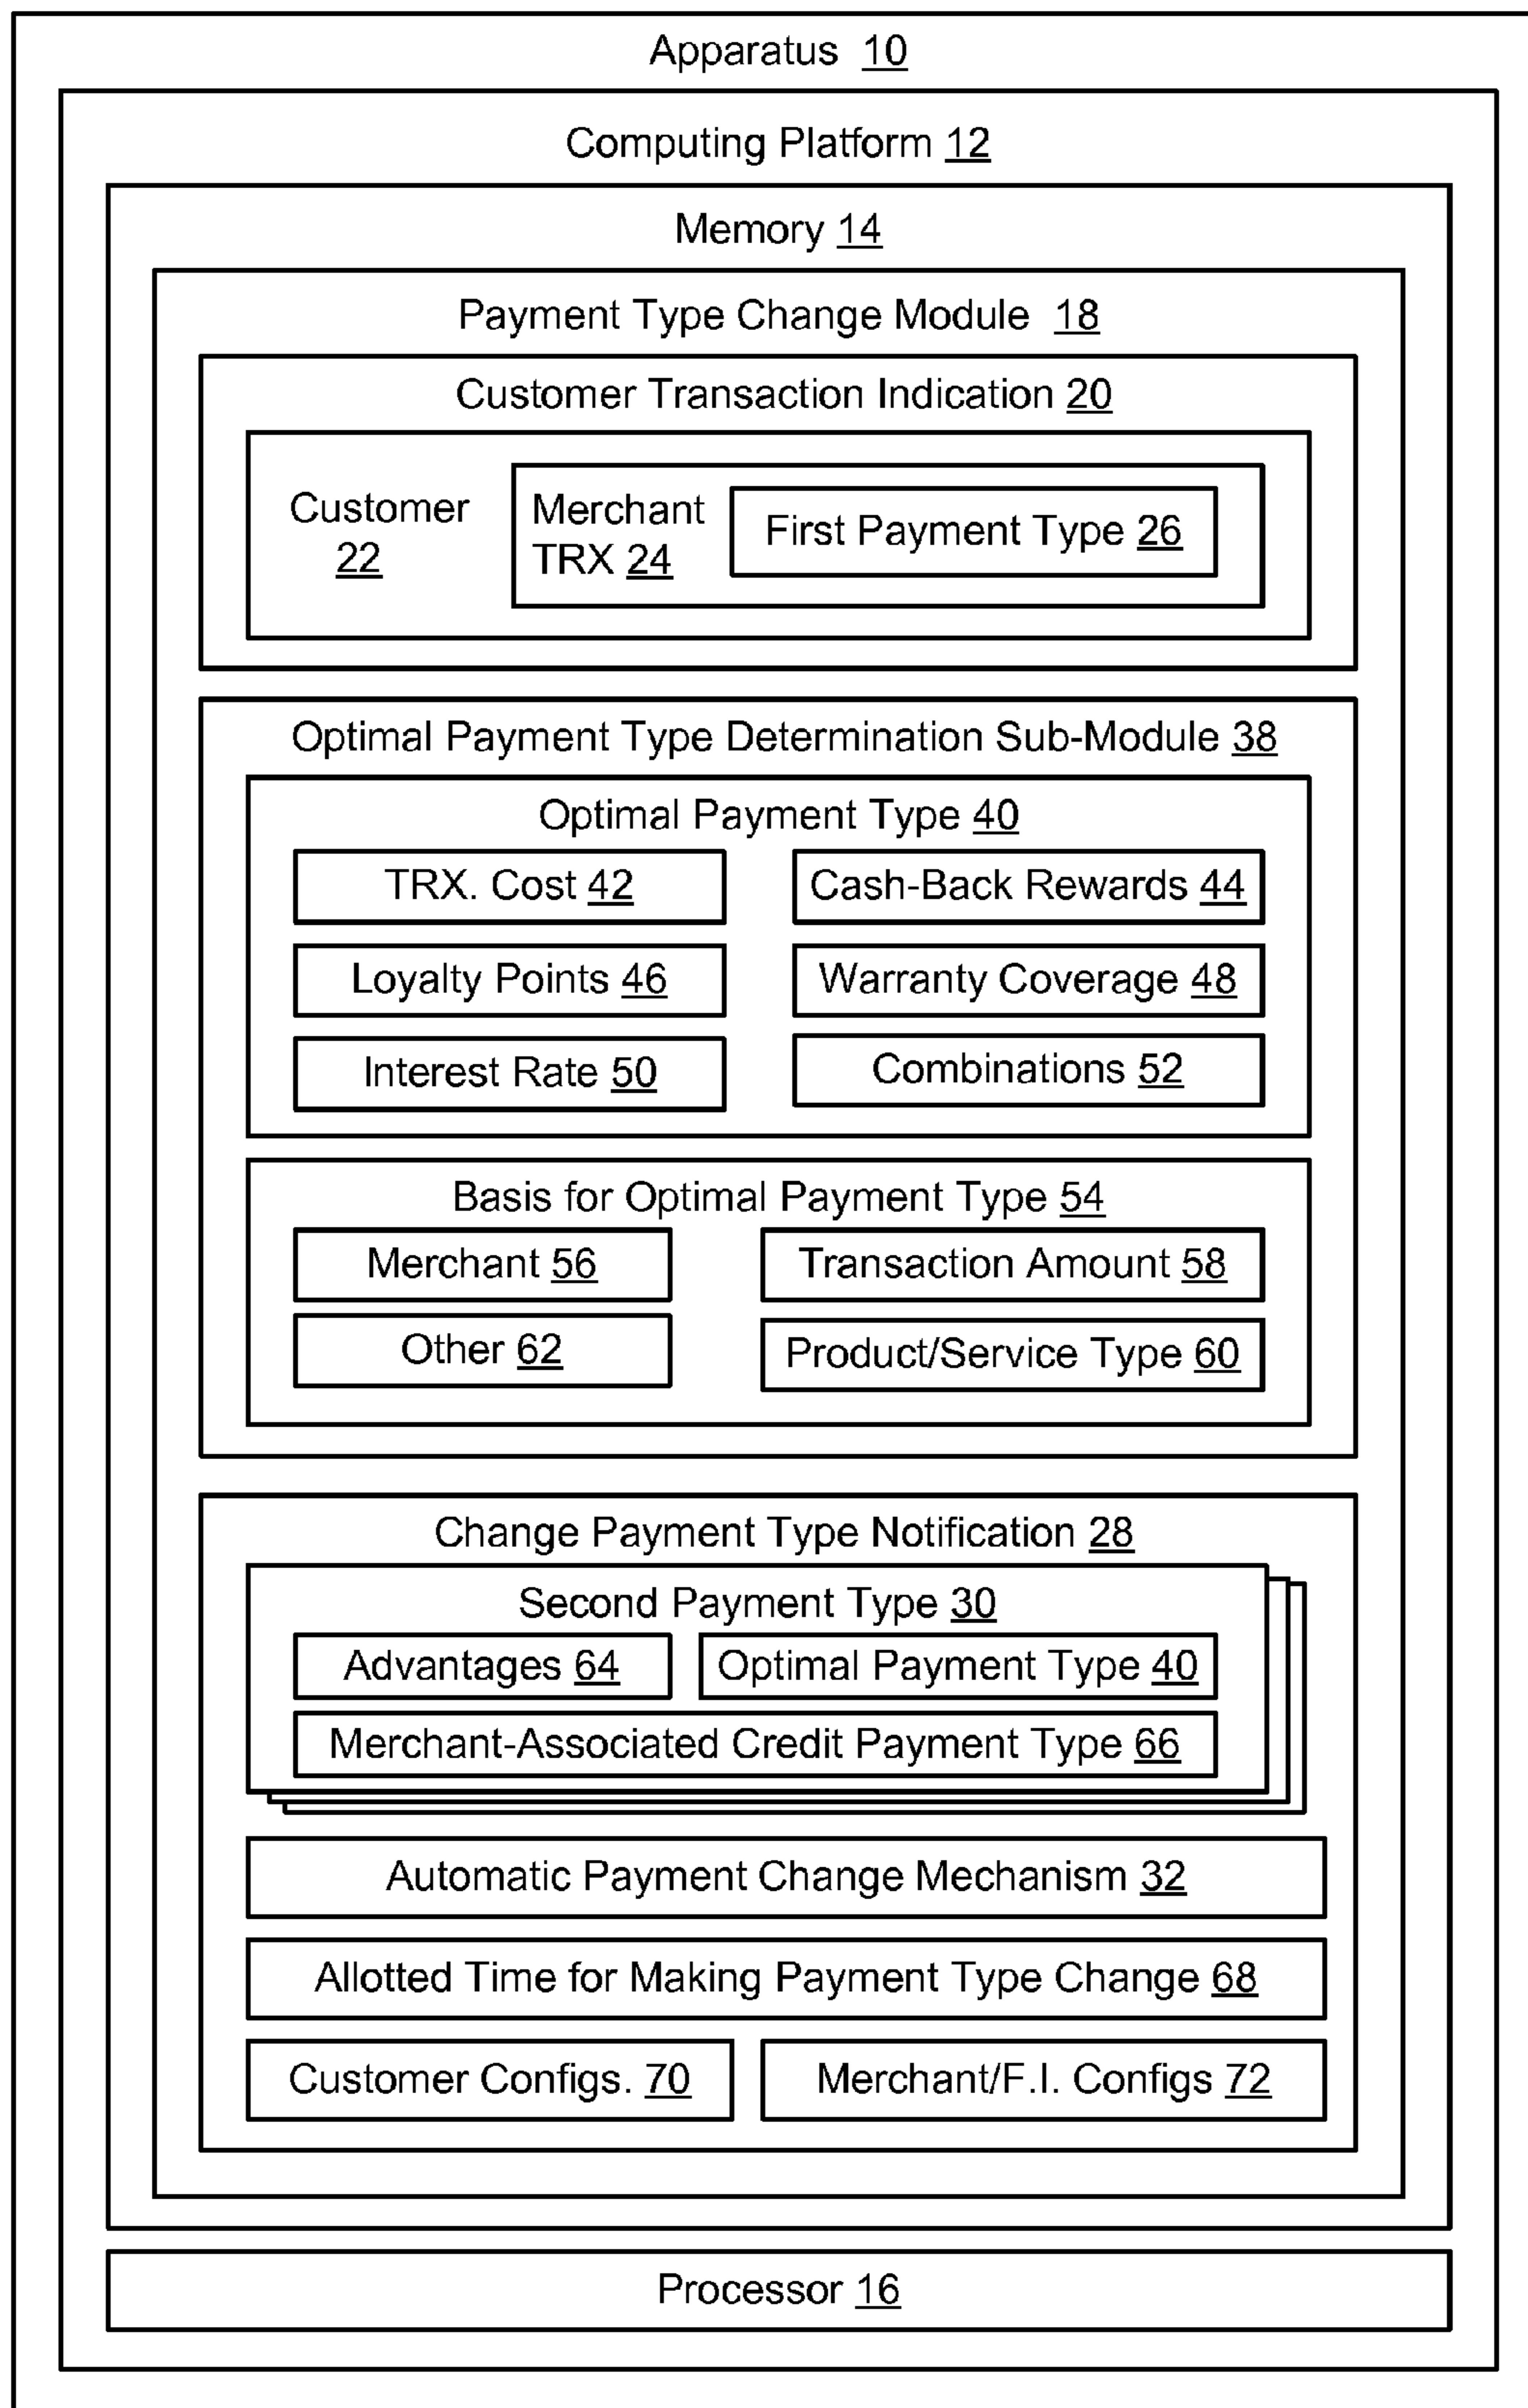 Apparatus 10
Computing Platform 12
Memory 14
Payment Type Change Module 18
Customer Transaction Indication 20
Customer
22
Merchant
TRX 24
First Payment Type 26
Optimal Payment Type Determination Sub-Module 38
Optimal Payment Type 40
TRX. Cost 42
Cash-Back Rewards 44
Loyalty Points 46
Warranty Coverage 48
Interest Rate 50
Combinations 52
Basis for Optimal Payment Type 54
Merchant 56
Transaction Amount 58
Other 62
Product/Service Type 60
Change Payment Type Notification 28
Second Payment Type 30
Advantages 64
Optimal Payment Type 40
Merchant-Associated Credit Payment Type 66
Automatic Payment Change Mechanism 32
Allotted Time for Making Payment Type Change 68
Customer Configs. 70
Merchant/F.I. Configs 72
Processor 16